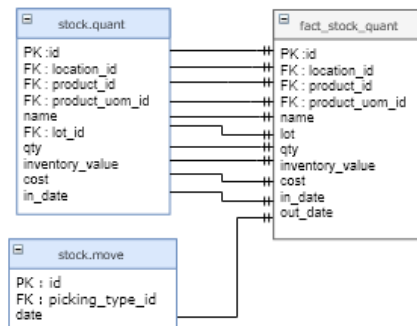 stock.quant
PK :id
FK : location_id
FK : product_id
FK : product_uom_id
name
FK : lot_id
qty
inventory_value
cost
in_date
fact_stock_quant
PK :id
FK : location_id
FK : product_id
FK : product_uom_id
name
lot
qty
inventory_value
cost
in_date
out_date
stock.move
PK : id
FK : picking_type_id
date